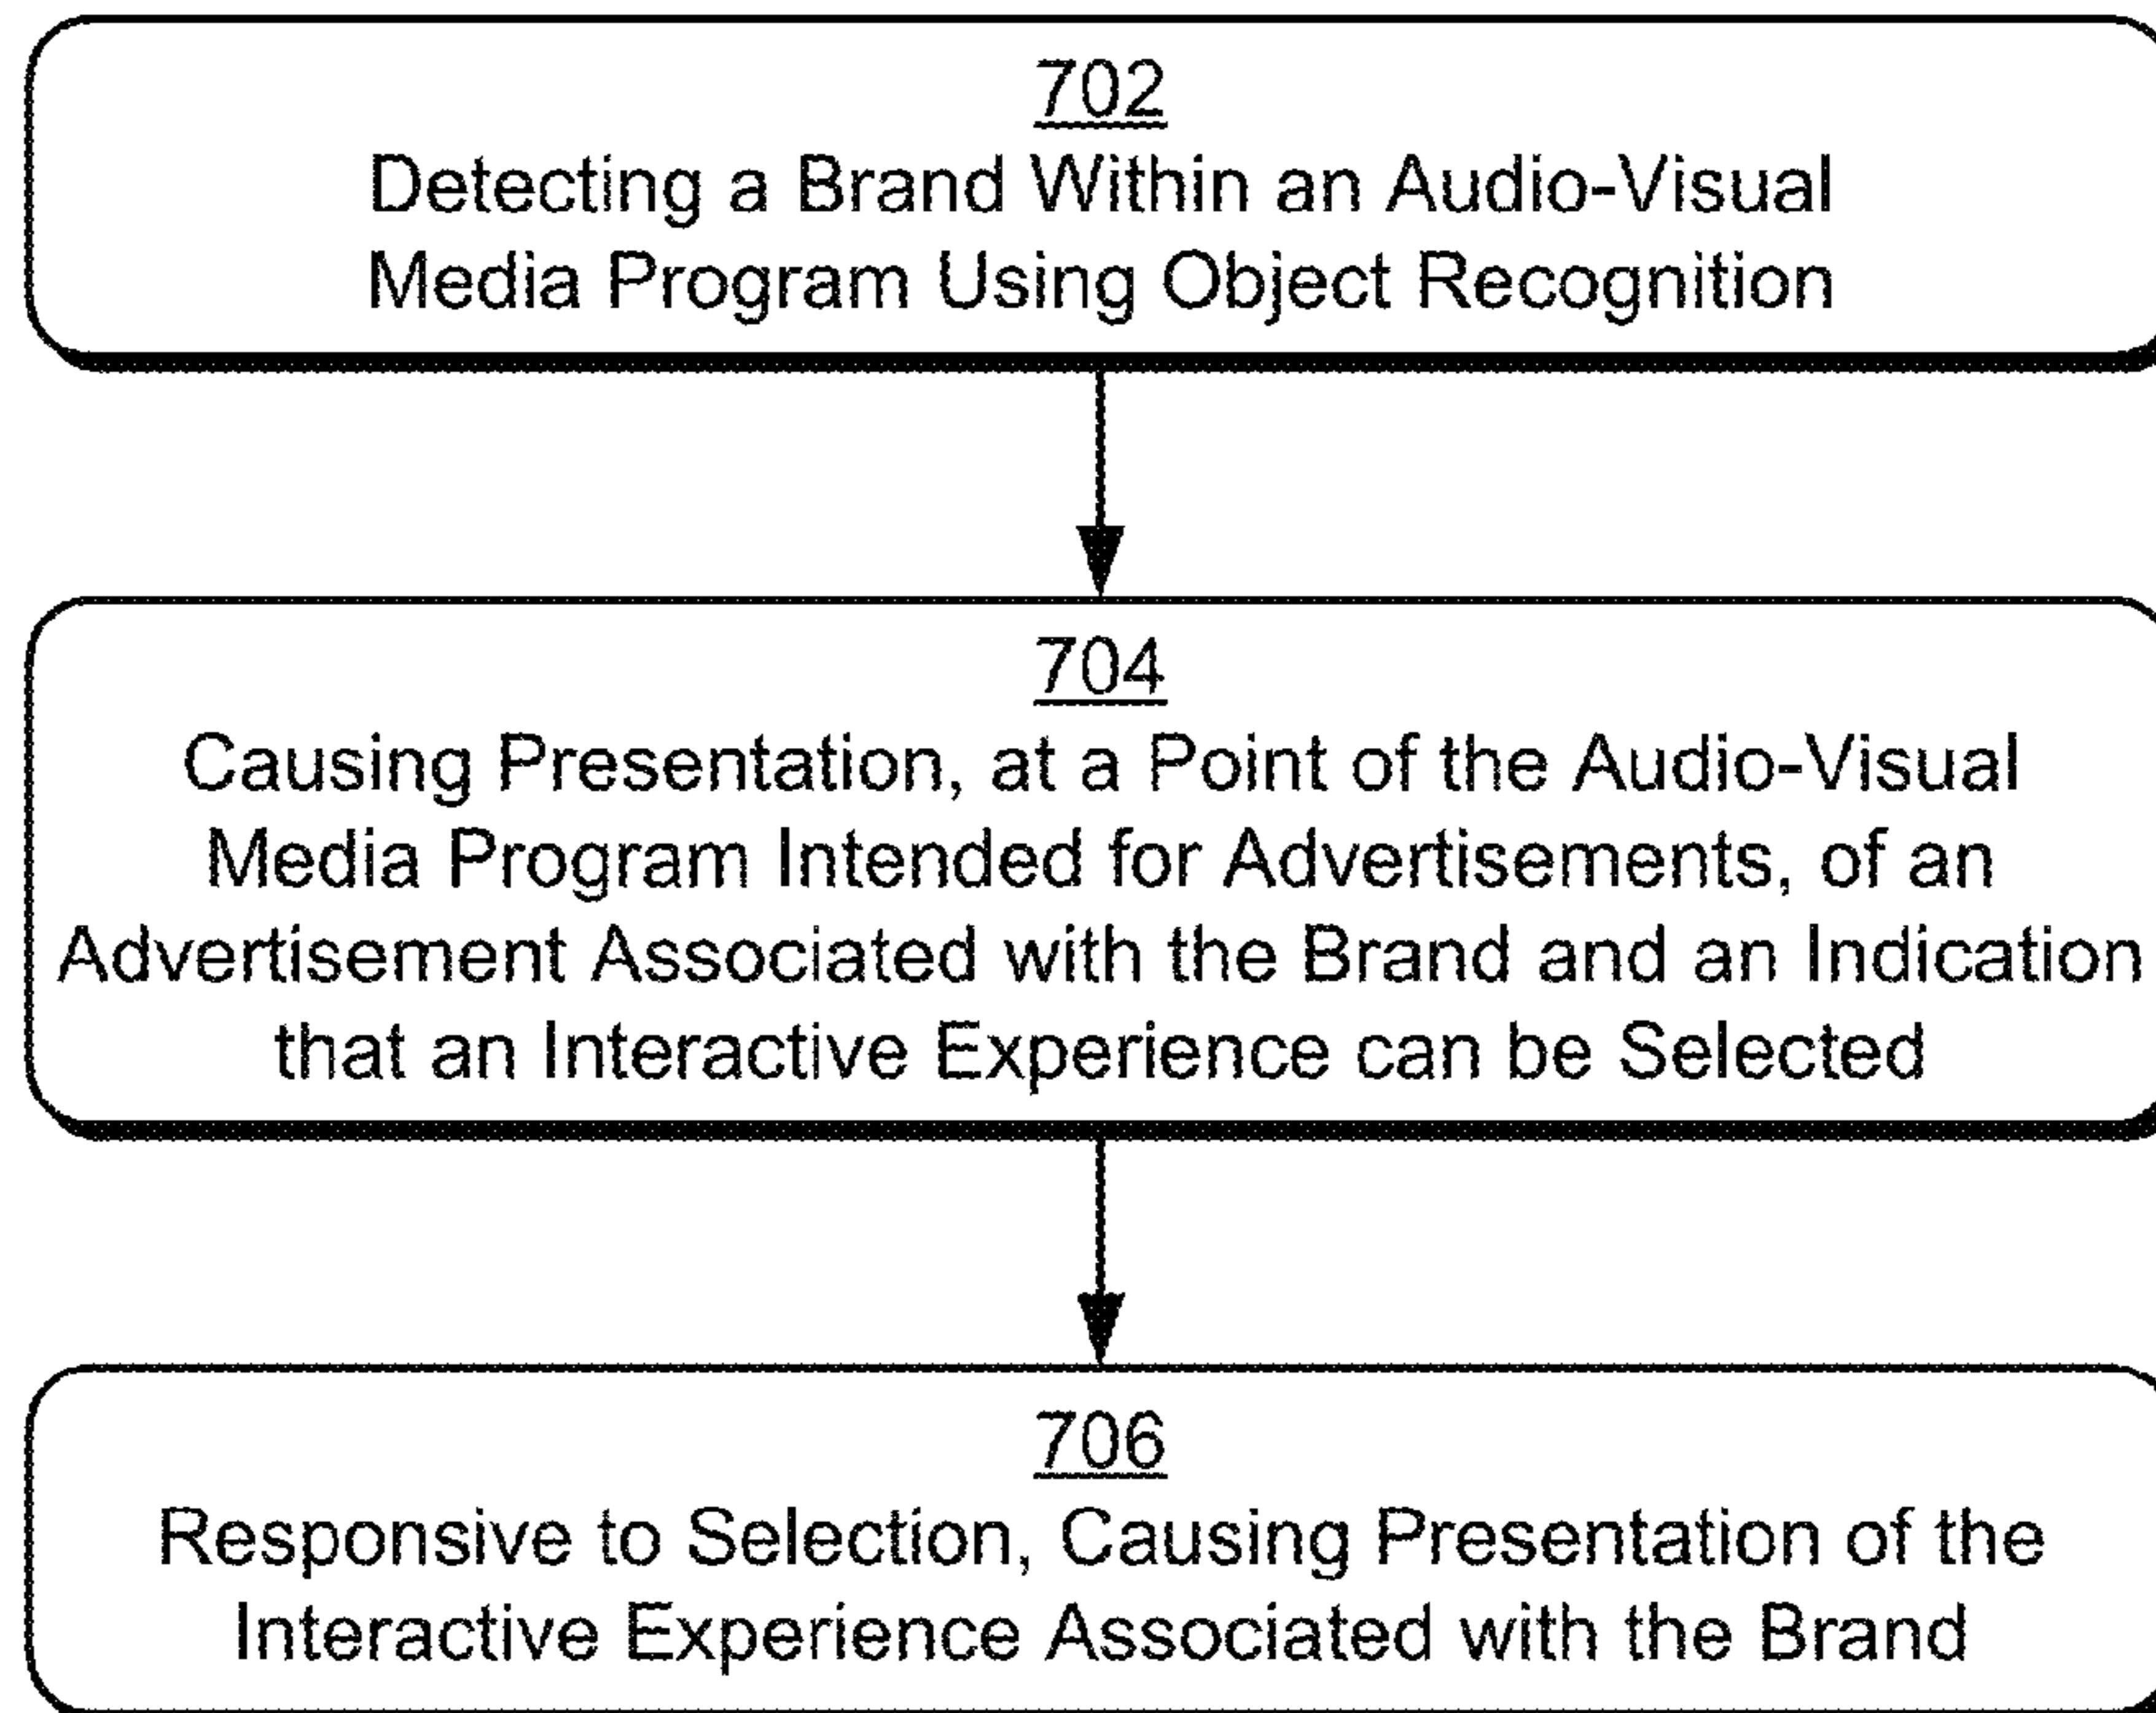 702
Detecting a Brand Within an Audio-Visual
Media Program Using Object Recognition
704
Causing Presentation, at a Point of the Audio-Visual
Media Program Intended for Advertisements, of an
Advertisement Associated with the Brand and an Indication
that an Interactive Experience can be Selected
706
Responsive to Selection, Causing Presentation of the
Interactive Experience Associated with the Brand